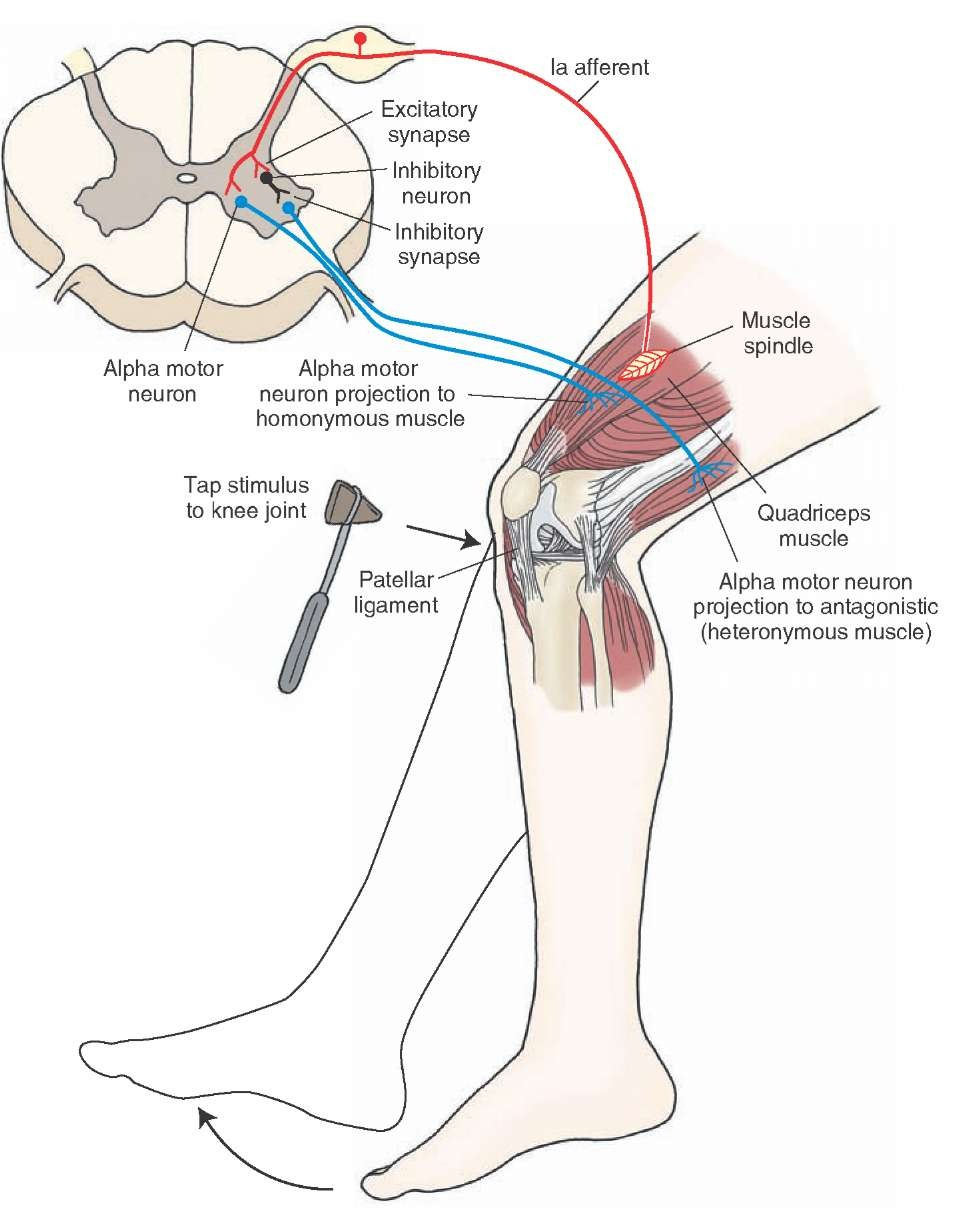 Ia afferent
Excitatory
synapse
Inhibitory
neuron
Inhibitory
synapse
Muscle
spindle
Alpha motor
neuron
Alpha motor
neuron projection to
homonymous muscle
Tap stimulus
to knee joint
Quadriceps
muscle
Patellar
ligament
Alpha motor neuron
projection to antagonistic
(heteronymous muscle)